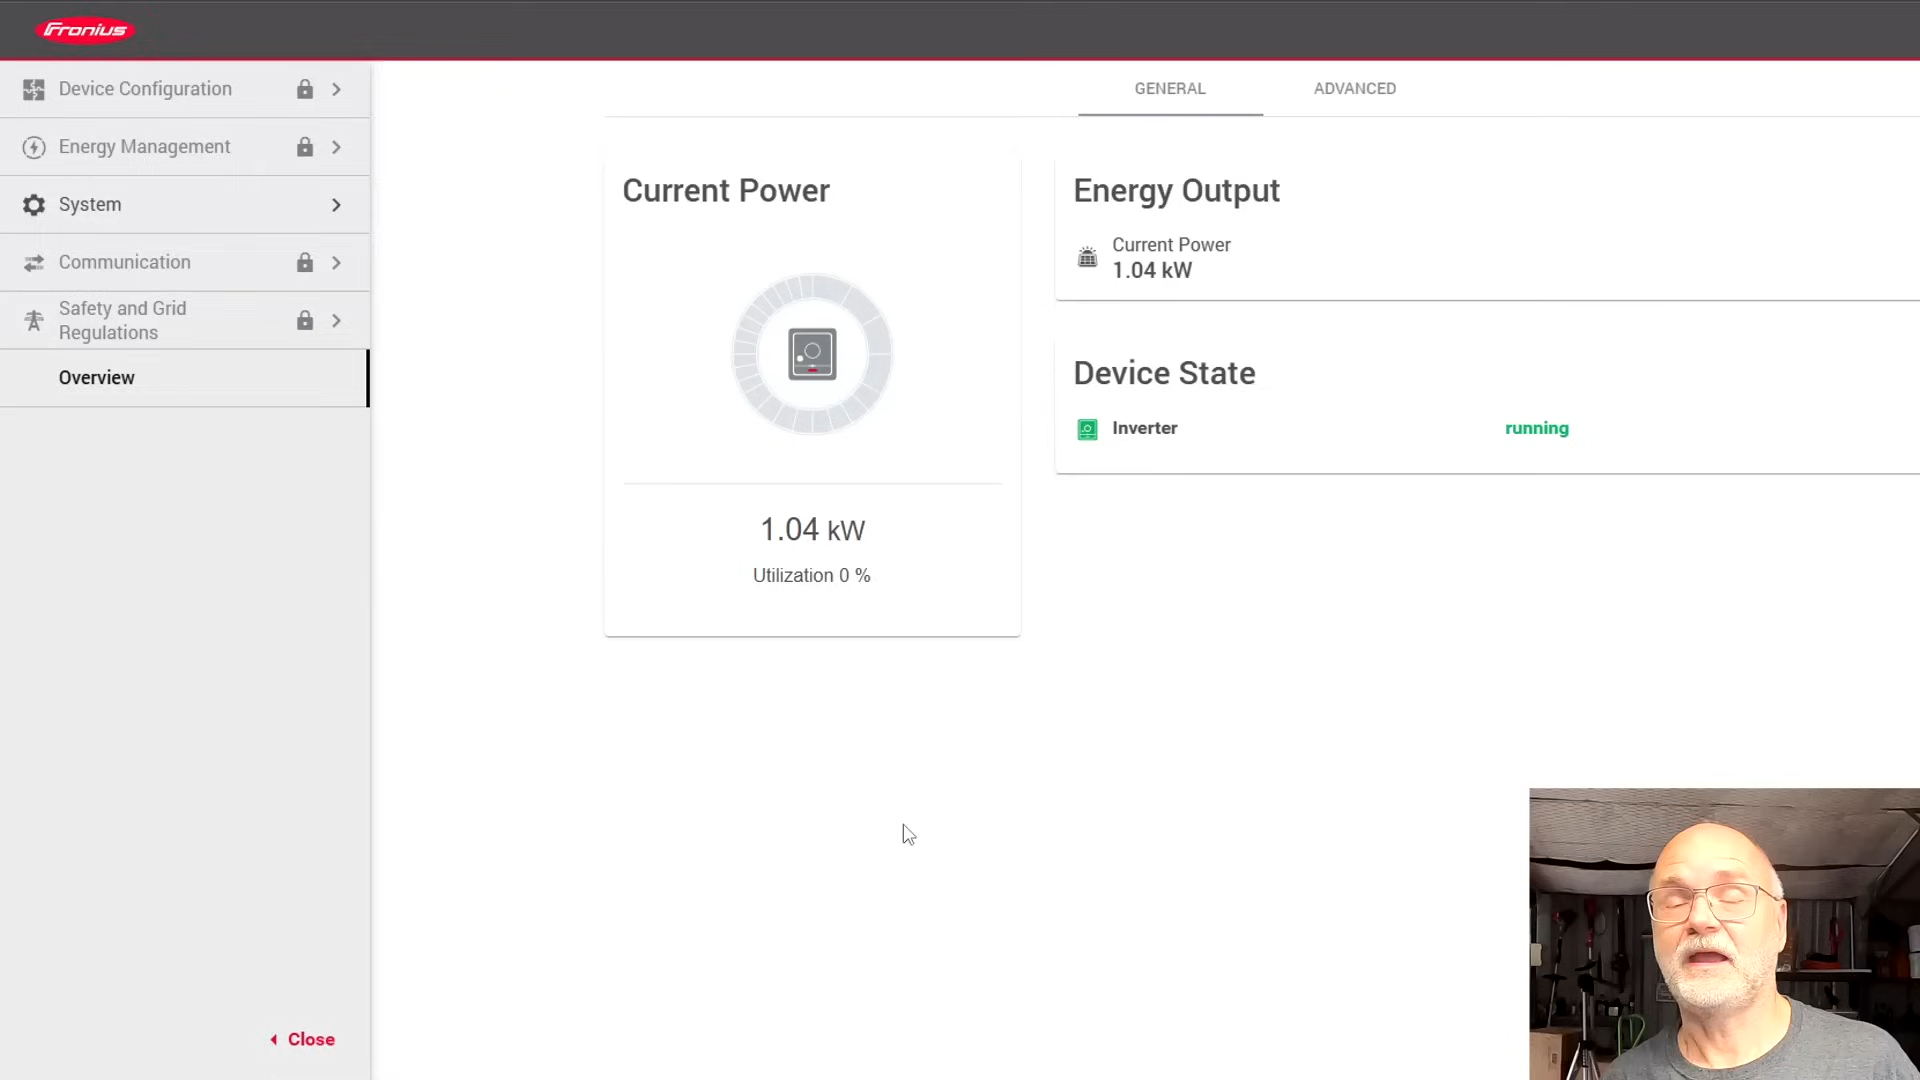 Fronius
Device Configuration
Energy Management
System
Communication
Safety and Grid
Regulations
Overview
Close
GENERAL
ADVANCED
Current Power
1.04 kW
Utilization 0 %
Energy Output
Current Power
1.04 kW
Device State
Inverter
running